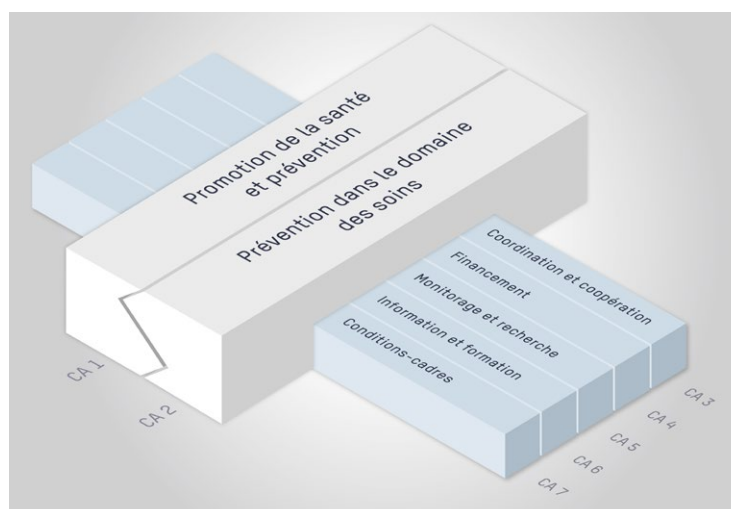 Promotion de la santé
et prévention
Prévention dans le domaine
des soins
Coordination et coopération
Financement
Monitorage et recherche
Information et formation
Conditions-cadres
CA 1
CA 2
CA 3
CA 4
CA 5
CA 6
CA 7